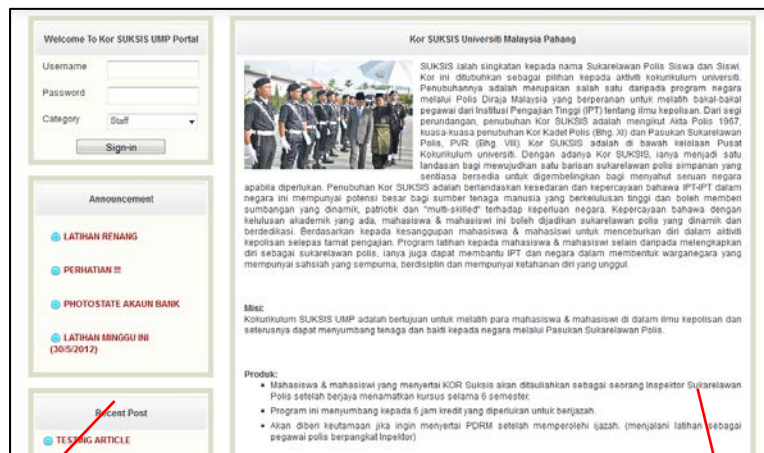 Welcome To Kor SUKSIS UMP Portal
Username
Password
Category
Staff
Sign-in
Announcement
LATIHAN RENANG
PERHATIAN !!!
PHOTOSTATE AKAUN BANK
LATIHAN MINGGU INI
(30/5/2012)
Recent Post
TESTING ARTICLE
Kor SUKSIS Universiti Malaysia Pahang
SUKSIS ialah singkatan kepada nama Sukarelawan Polis Siswa dan Siswi.
Kor ini ditubuhkan sebagai pilihan kepada aktiviti kokurikulum universiti.
Penubuhannya adalah merupakan salah satu daripada program negara
melalui Polis Diraja Malaysia yang berperanan untuk melatih bakal-bakal
pegawai dari Institusi Pengajian Tinggi (IPT) tentang ilmu kepolisan. Dari segi
perundangan, penubuhan Kor SUKSIS adalah mengikut Akta Polis 1967,
kuasa-kuasa penubuhan Kor Kadet Polis (Bhg. XI) dan Pasukan Sukarelawan
Polis, PVR (Bhg. VIII). Kor SUKSIS adalah di bawah kelolaan Pusat
Kokurikulum universiti. Dengan adanya Kor SUKSIS, ianya menjadi satu
landasan bagi mewujudkan satu barisan sukarelawan polis simpanan yang
sentiasa bersedia untuk digembelingkan bagi menyahut seruan negara
apabila diperlukan. Penubuhan Kor SUKSIS adalah berlandaskan kesedaran dan kepercayaan bahawa IPT-IPT dalam
negara ini mempunyai potensi besar bagi sumber tenaga manusia yang berkelulusan tinggi dan boleh memberi
sumbangan yang dinamik, patriotik dan "multi-skilled" terhadap keperluan negara. Kepercayaan bahawa dengan
kelulusan akademik yang ada, mahasiswa & mahasiswi ini boleh dijadikan sukarelawan polis yang dinamik dan
berdedikasi. Berdasarkan kepada kesanggupan mahasiswa & mahasiswi untuk menceburkan diri dalam aktiviti
kepolisan selepas tamat pengajian. Program latihan kepada mahasiswa & mahasiswi selain daripada melengkapkan
diri sebagai sukarelawan polis, ianya juga dapat membantu IPT dan negara dalam membentuk warganegara yang
mempunyai sahsiah yang sempurna, berdisiplin dan mempunyai ketahanan diri yang unggul.
Misi:
Kokurikulum SUKSIS UMP adalah bertujuan untuk melatih para mahasiswa & mahasiswi di dalam ilmu kepolisan dan
seterusnya dapat menyumbang tenaga dan bakti kepada negara melalui Pasukan Sukarelawan Polis.
Produk:
Mahasiswa & mahasiswi yang menyertai KOR Suksis akan ditauliahkan sebagai seorang Inspektor Sukarelawan
Polis setelah berjaya menamatkan kursus selama 6 semester.
Program ini menyumbang kepada 6 jam kredit yang diperlukan untuk berijazah.
Akan diberi keutamaan jika ingin menyertai PDRM setelah memperolehi ijazah. (menjalani latihan sebagai
pegawai polis berpangkat Inpektor)